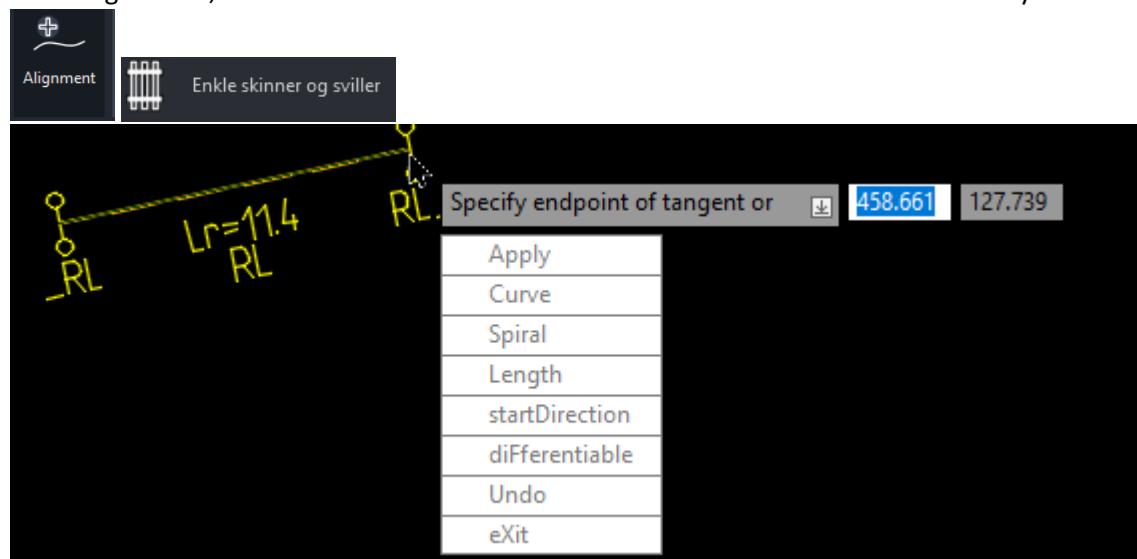 Alignment
Enkle skinner og sviller
_RL
Lr=11.4
RL
RL.
Specify endpoint of tangent or 458.661 127.739
Apply
Curve
Spiral
Length
startDirection
diFferentiable
Undo
eXit